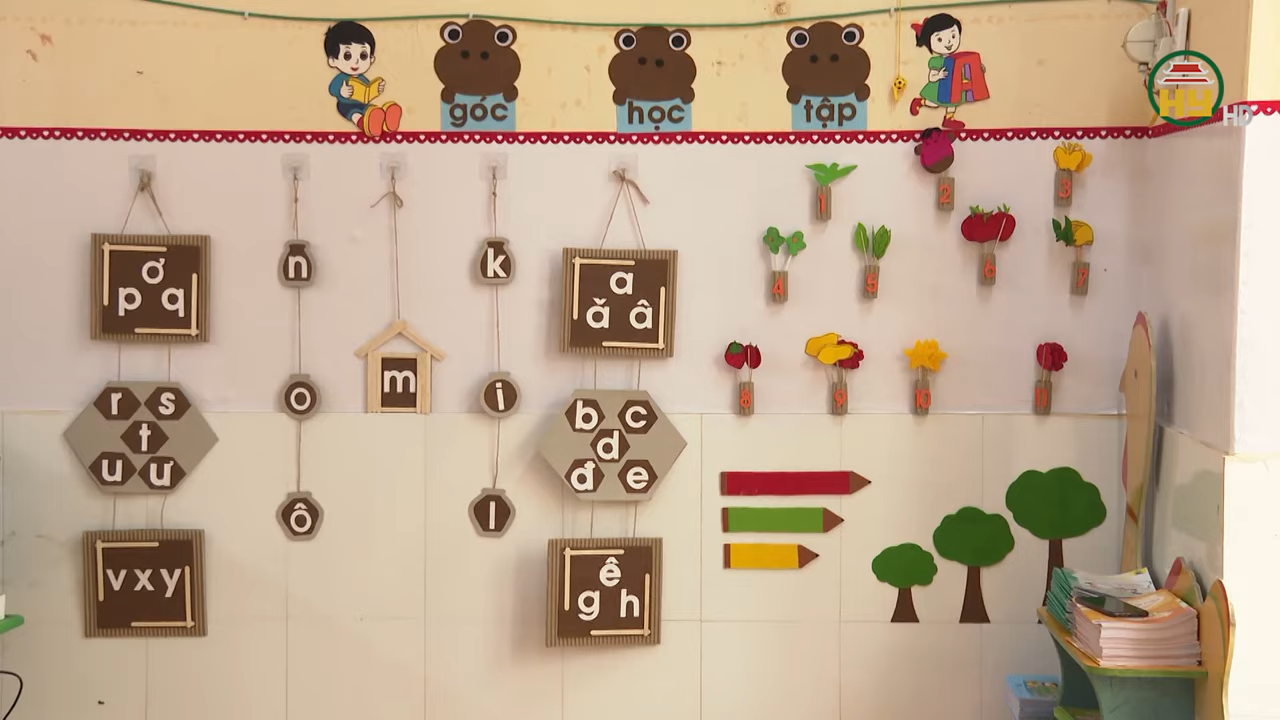 góc học tập
A
HY
HD
ơ
p q
r s
t
u ư
v x y
n
o
ô
m
k
i
l
a
ă â
b c
d
đ e
ê
g h
1 2 3
4 5 6 7
8 9 10 11